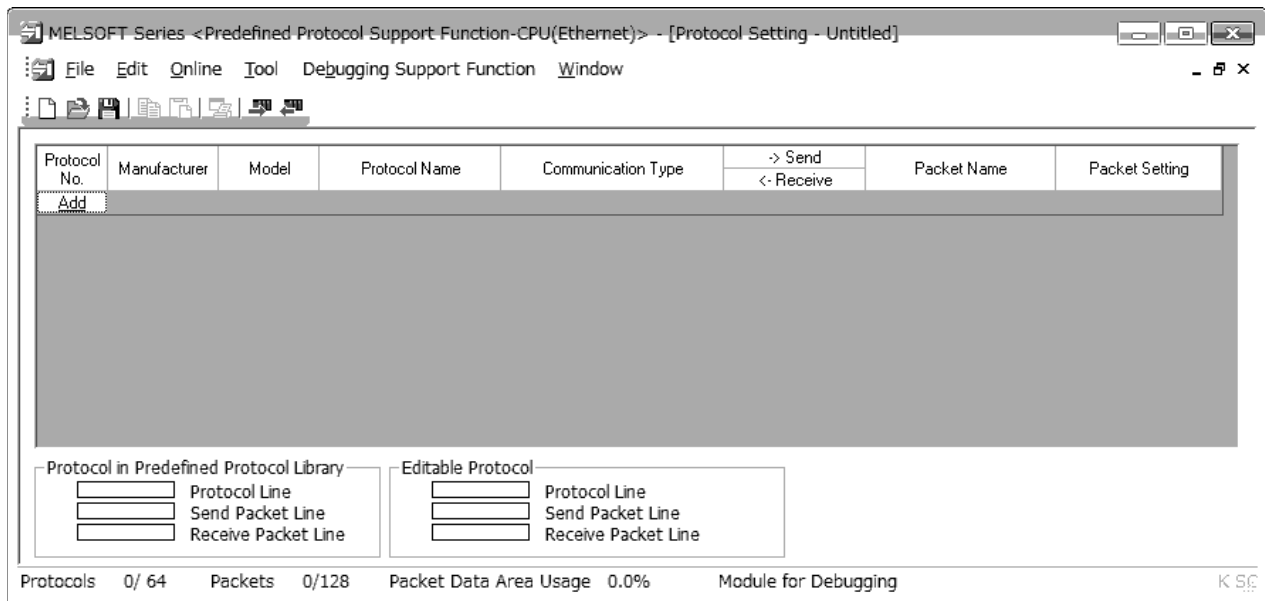 MELSOFT Series <Predefined Protocol Support Function-CPU(Ethernet)> - [Protocol Setting - Untitled]
File Edit Online Tool Debugging Support Function Window
Protocol No. Manufacturer Model Protocol Name Communication Type -> Send Packet Name Packet Setting
<- Receive
Add
Protocol in Predefined Protocol Library Editable Protocol
Protocol Line Protocol Line
Send Packet Line Send Packet Line
Receive Packet Line Receive Packet Line
Protocols 0/ 64 Packets 0/128 Packet Data Area Usage 0.0% Module for Debugging